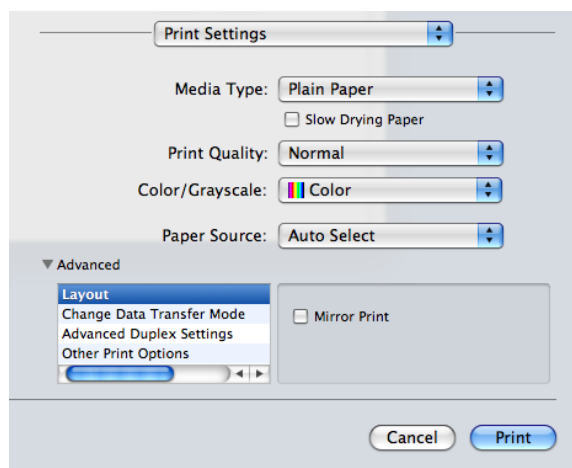 Print Settings
Media Type: Plain Paper
Slow Drying Paper
Print Quality: Normal
Color/Grayscale: Color
Paper Source: Auto Select
Advanced
Layout
Change Data Transfer Mode
Mirror Print
Advanced Duplex Settings
Other Print Options
Cancel Print